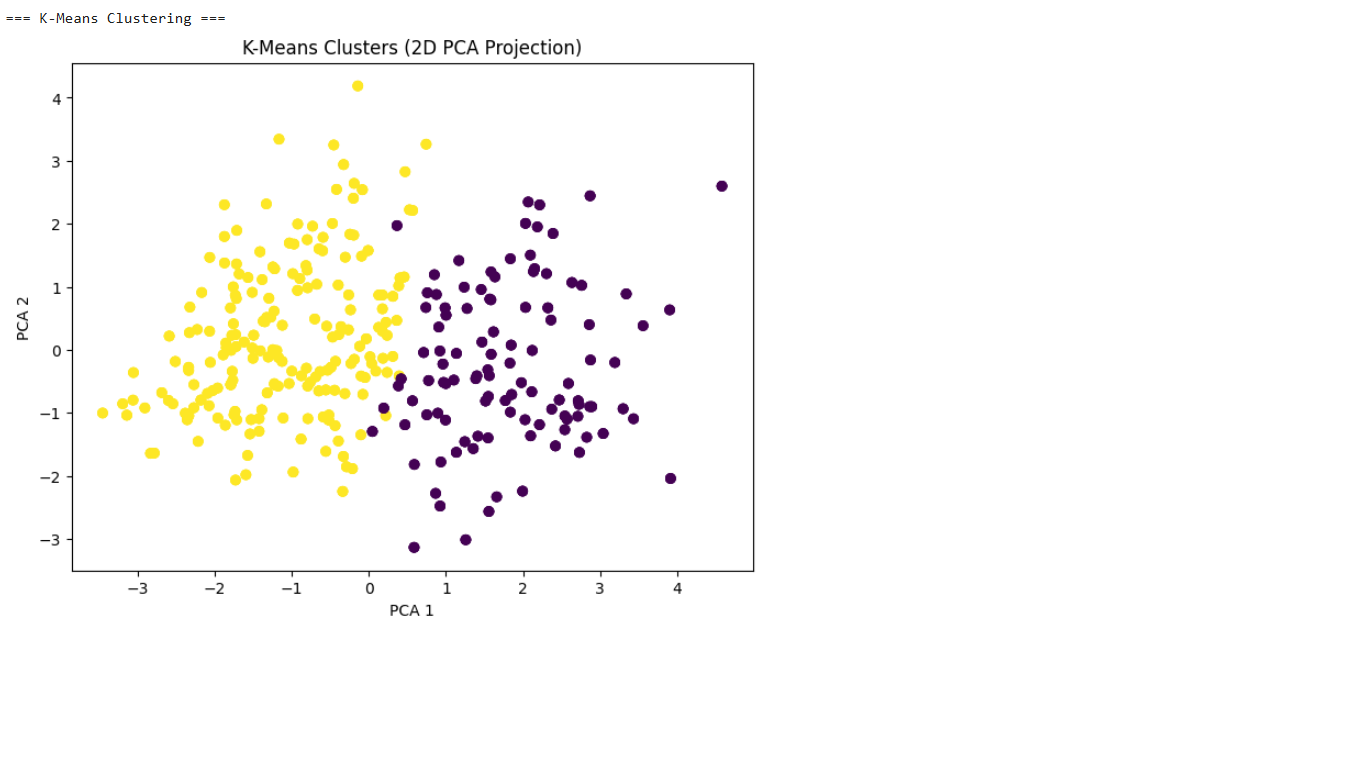 === K-Means Clustering ===
K-Means Clusters (2D PCA Projection)
4
3
2
1
0
−1
−2
−3
PCA 2
−3 −2 −1 0 1 2 3 4
PCA 1